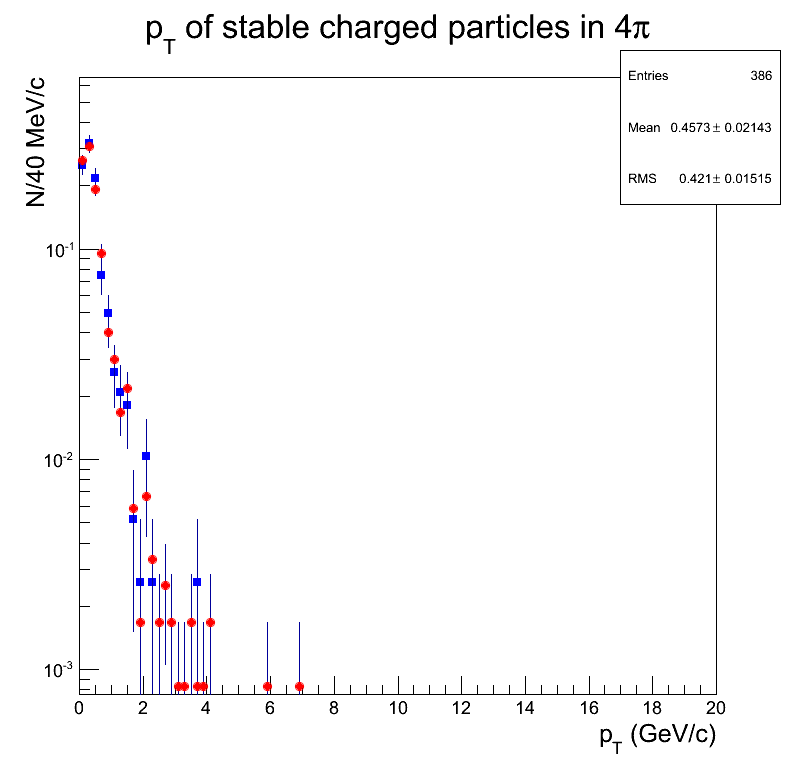 pT of stable charged particles in 4π
Entries 386
Mean 0.4573 ± 0.02143
RMS 0.421 ± 0.01515
N/40 MeV/c
10^-1
10^-2
10^-3
0 2 4 6 8 10 12 14 16 18 20
pT (GeV/c)